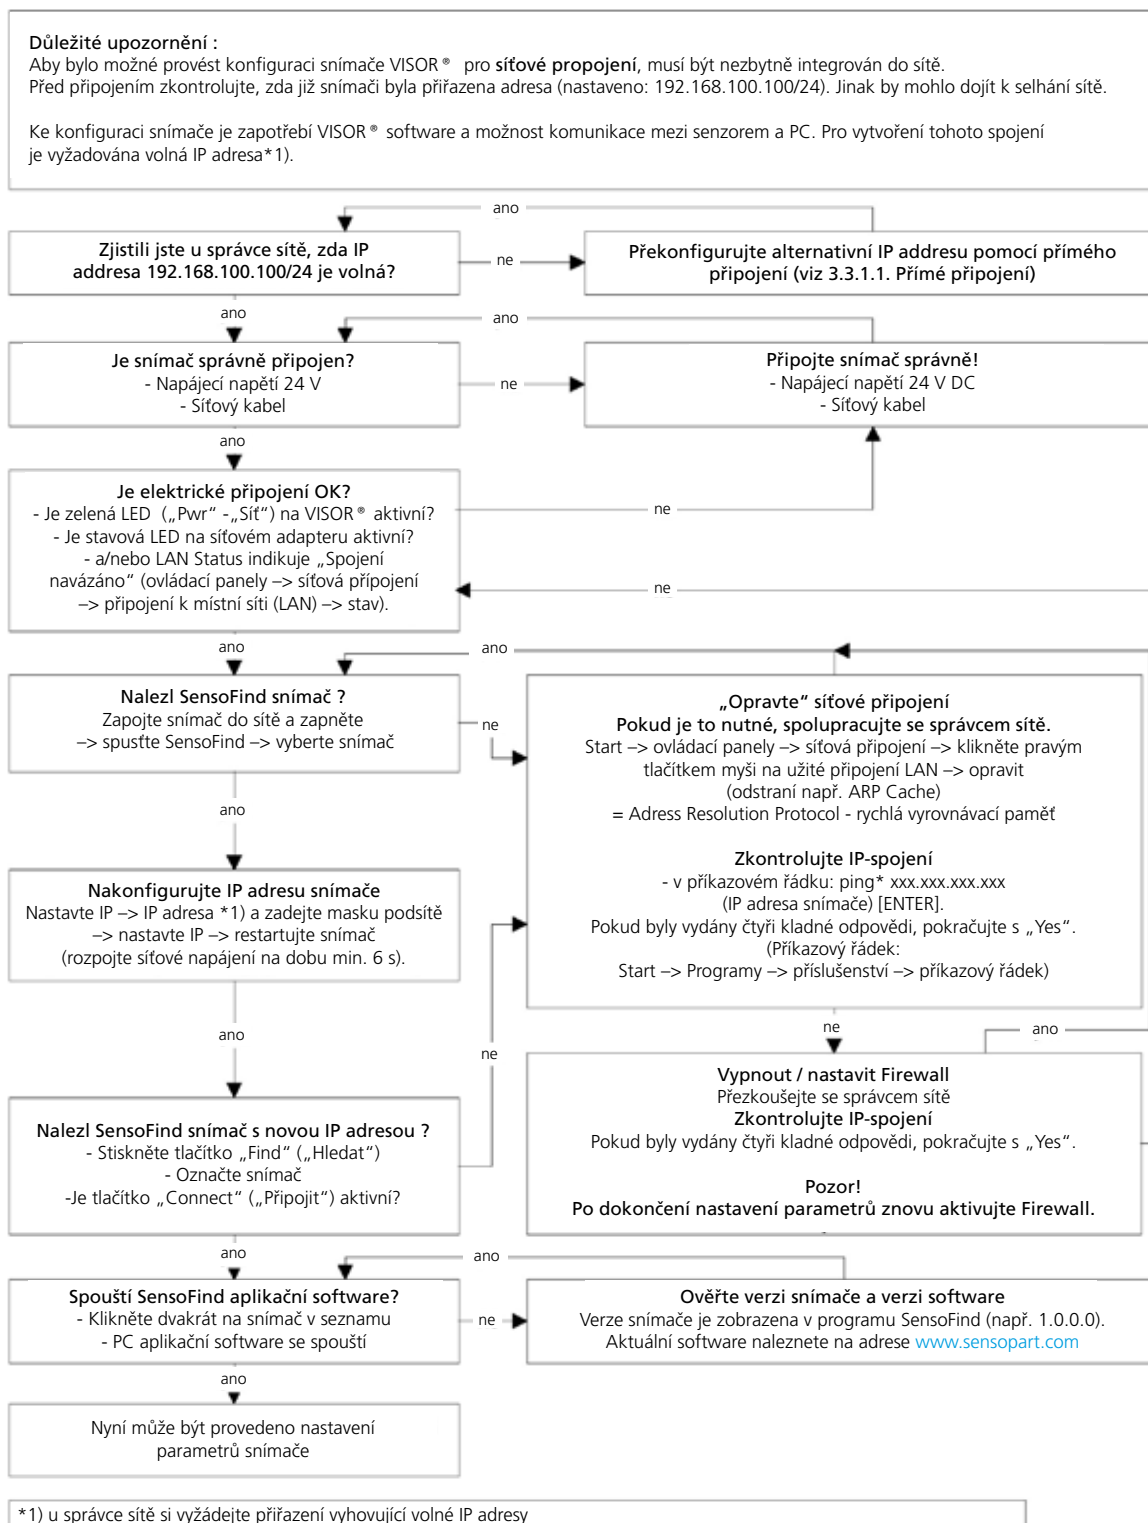 Důležité upozornění :
Aby bylo možné provést konfiguraci snímače VISOR® pro síťové propojení, musí být nezbytně integrován do sítě.
Před připojením zkontrolujte, zda již snímači byla přiřazena adresa (nastaveno: 192.168.100.100/24). Jinak by mohlo dojít k selhání sítě.
Ke konfiguraci snímače je zapotřebí VISOR® software a možnost komunikace mezi senzorem a PC. Pro vytvoření tohoto spojení
je vyžadována volná IP adresa*1).
ano
Zjistili jste u správce sítě, zda IP
addresa 192.168.100.100/24 je volná?
ne
Překonfigurujte alternativní IP addresu pomocí přímého
připojení (viz 3.3.1.1. Přímé připojení)
ano
ano
Je snímač správně připojen?
- Napájecí napětí 24 V
- Síťový kabel
ne
Připojte snímač správně!
- Napájecí napětí 24 V DC
- Síťový kabel
ano
Je elektrické připojení OK?
- Je zelená LED („Pwr“ -„Síť“) na VISOR® aktivní?
- Je stavová LED na síťovém adapteru aktivní?
- a/nebo LAN Status indikuje „Spojení
navázáno“ (ovládací panely –> síťová přípojení
–> připojení k místní síti (LAN) –> stav).
ne
ne
ano
ano
Nalezl SensoFind snímač ?
Zapojte snímač do sítě a zapněte
–> spusťte SensoFind –> vyberte snímač
ne
„Opravte“ síťové připojení
Pokud je to nutné, spolupracujte se správcem sítě.
Start –> ovládací panely –> síťová připojení –> klikněte pravým
tlačítkem myši na užité připojení LAN –> opravit
(odstraní např. ARP Cache)
= Adress Resolution Protocol - rychlá vyrovnávací paměť
Zkontrolujte IP-spojení
- v příkazovém řádku: ping* xxx.xxx.xxx.xxx
(IP adresa snímače) [ENTER].
Pokud byly vydány čtyři kladné odpovědi, pokračujte s „Yes“.
(Příkazový řádek:
Start –> Programy –> příslušenství –> příkazový řádek)
ano
Nakonfigurujte IP adresu snímače
Nastavte IP –> IP adresa *1) a zadejte masku podsítě
–> nastavte IP –> restartujte snímač
(rozpojte síťové napájení na dobu min. 6 s).
ano
ne
ne
ano
Vypnout / nastavit Firewall
Přezkoušejte se správcem sítě
Zkontrolujte IP-spojení
Pokud byly vydány čtyři kladné odpovědi, pokračujte s „Yes“.
Pozor!
Po dokončení nastavení parametrů znovu aktivujte Firewall.
Nalezl SensoFind snímač s novou IP adresou ?
- Stiskněte tlačítko „Find“ („Hledat“)
- Označte snímač
-Je tlačítko „Connect“ („Připojit“) aktivní?
ano
ano
Spouští SensoFind aplikační software?
- Klikněte dvakrát na snímač v seznamu
- PC aplikační software se spouští
ne
Ověřte verzi snímače a verzi software
Verze snímače je zobrazena v programu SensoFind (např. 1.0.0.0).
Aktuální software naleznete na adrese www.sensopart.com
ano
Nyní může být provedeno nastavení
parametrů snímače
*1) u správce sítě si vyžádejte přiřazení vyhovující volné IP adresy